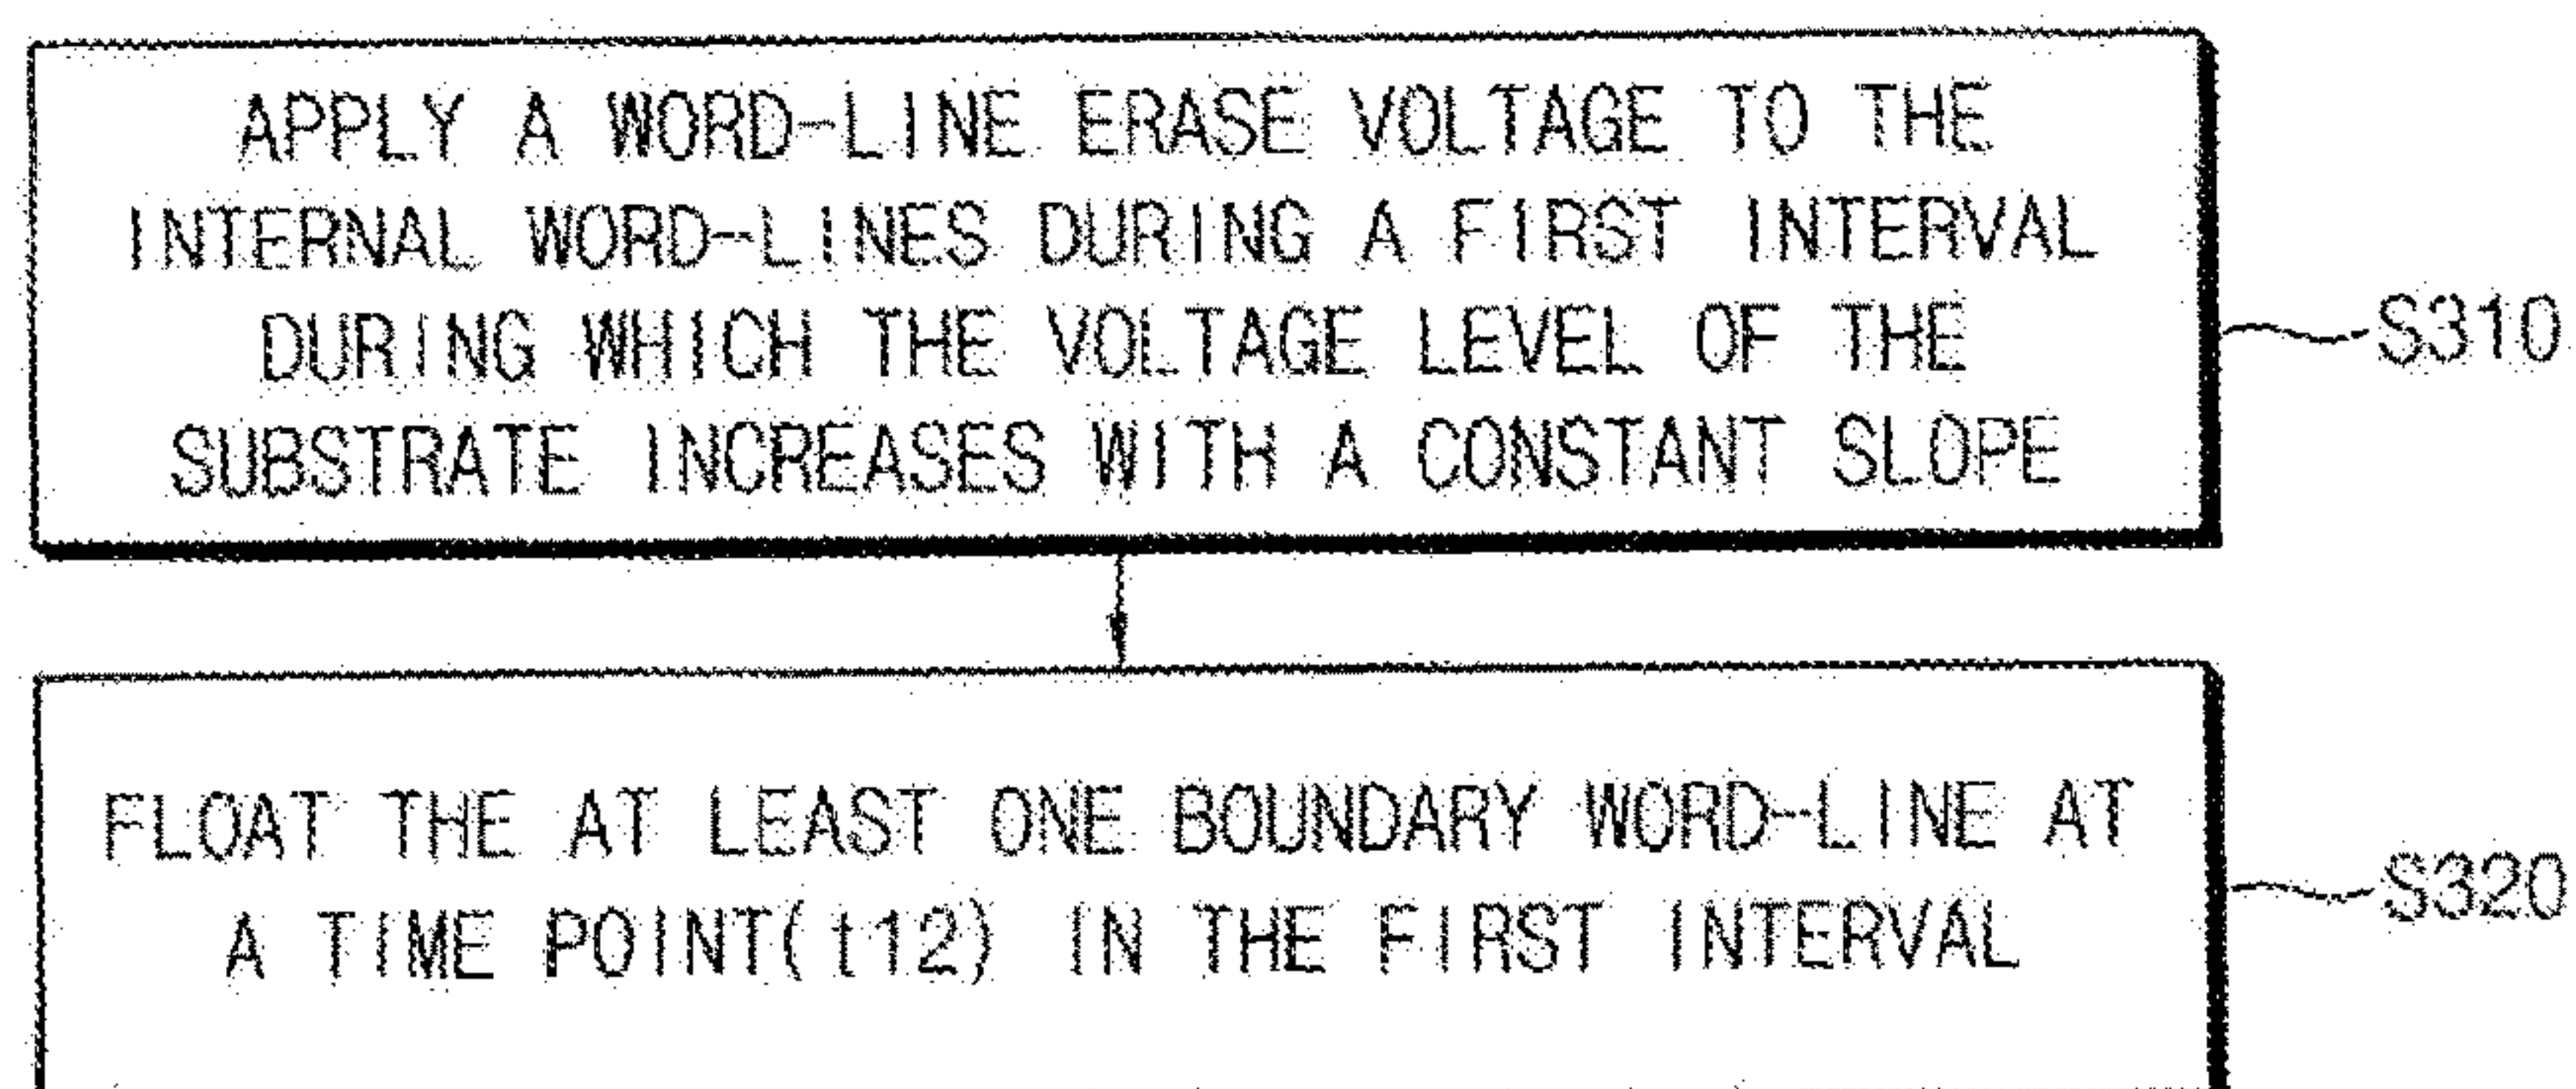 APPLY A WORD-LINE ERASE VOLTAGE TO THE
INTERNAL WORD-LINES DURING A FIRST INTERVAL
DURING WHICH THE VOLTAGE LEVEL OF THE
SUBSTRATE INCREASES WITH A CONSTANT SLOPE
S310
FLOAT THE AT LEAST ONE BOUNDARY WORD-LINE AT
A TIME POINT(t12) IN THE FIRST INTERVAL
S320